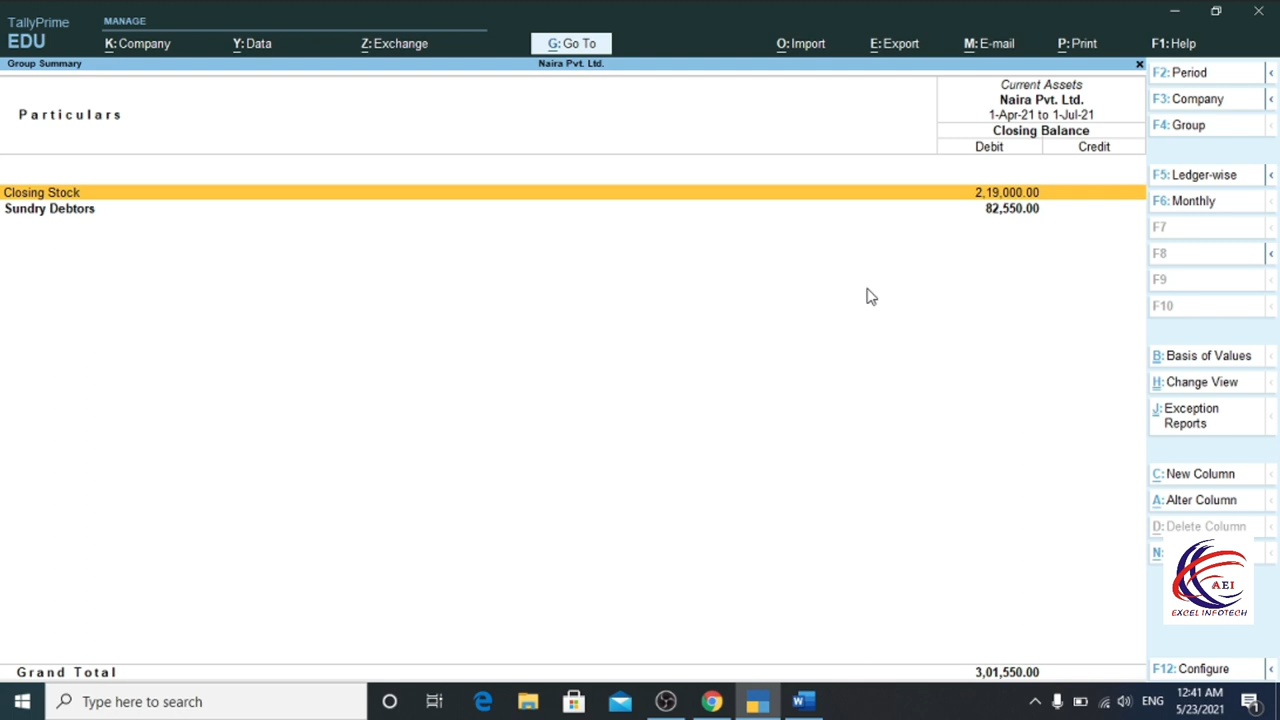 TallyPrime
EDU
MANAGE
K: Company
Y: Data
Z: Exchange
G: Go To
O: Import
E: Export
M: E-mail
P: Print
F1: Help
Group Summary
Naira Pvt. Ltd.
Particulars
Current Assets
Naira Pvt. Ltd.
1-Apr-21 to 1-Jul-21
Closing Balance
Debit Credit
Closing Stock 2,19,000.00
Sundry Debtors 82,550.00
Grand Total 3,01,550.00
F2: Period
F3: Company
F4: Group
F5: Ledger-wise
F6: Monthly
F7
F8
F9
F10
B: Basis of Values
H: Change View
J: Exception
Reports
C: New Column
A: Alter Column
D: Delete Column
N:
AEI
EXCEL INFOTECH
F12: Configure
Type here to search
ENG
12:41 AM
5/23/2021
1